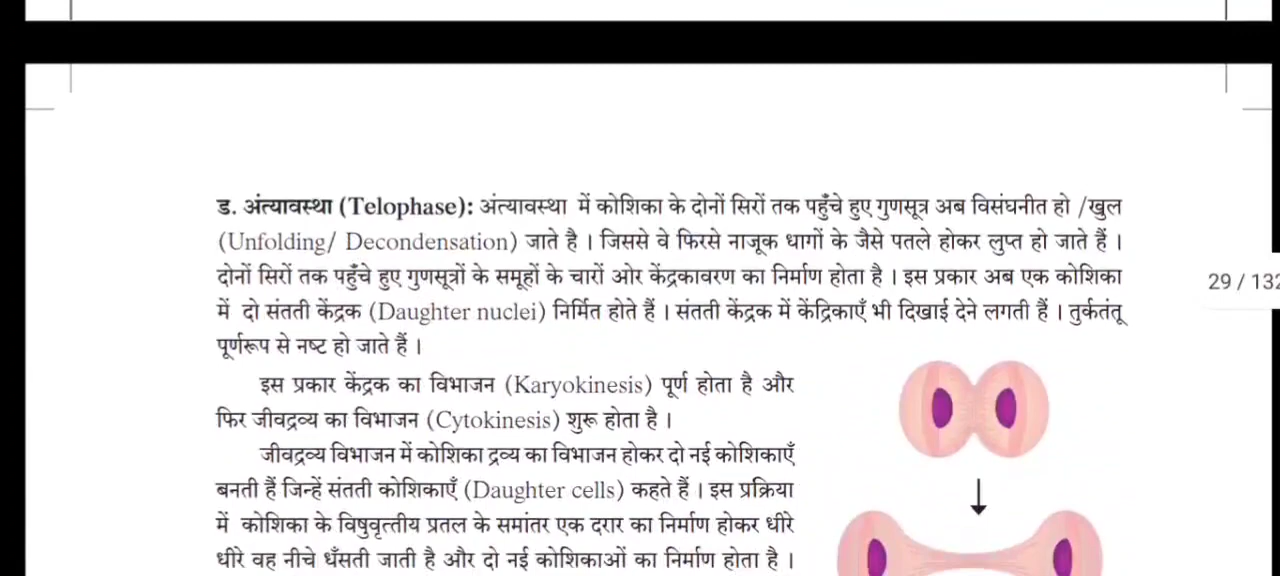 ड. अंत्यावस्था (Telophase): अंत्यावस्था में कोशिका के दोनों सिरों तक पहुँचे हुए गुणसूत्र अब विसंघनीत हो /खुल
(Unfolding/ Decondensation) जाते है । जिससे वे फिरसे नाजूक धागों के जैसे पतले होकर लुप्त हो जाते हैं ।
दोनों सिरों तक पहुँचे हुए गुणसूत्रों के समूहों के चारों ओर केंद्रकावरण का निर्माण होता है । इस प्रकार अब एक कोशिका
29 / 132
में दो संतती केंद्रक (Daughter nuclei) निर्मित होते हैं । संतती केंद्रक में केंद्रिकाएँ भी दिखाई देने लगती हैं । तुर्कतंतू
पूर्णरूप से नष्ट हो जाते हैं ।
इस प्रकार केंद्रक का विभाजन (Karyokinesis) पूर्ण होता है और
फिर जीवद्रव्य का विभाजन (Cytokinesis) शुरू होता है ।
जीवद्रव्य विभाजन में कोशिका द्रव्य का विभाजन होकर दो नई कोशिकाएँ
बनती हैं जिन्हें संतती कोशिकाएँ (Daughter cells) कहते हैं । इस प्रक्रिया
में कोशिका के विषुवृत्तीय प्रतल के समांतर एक दरार का निर्माण होकर धीरे
धीरे वह नीचे धँसती जाती है और दो नई कोशिकाओं का निर्माण होता है ।